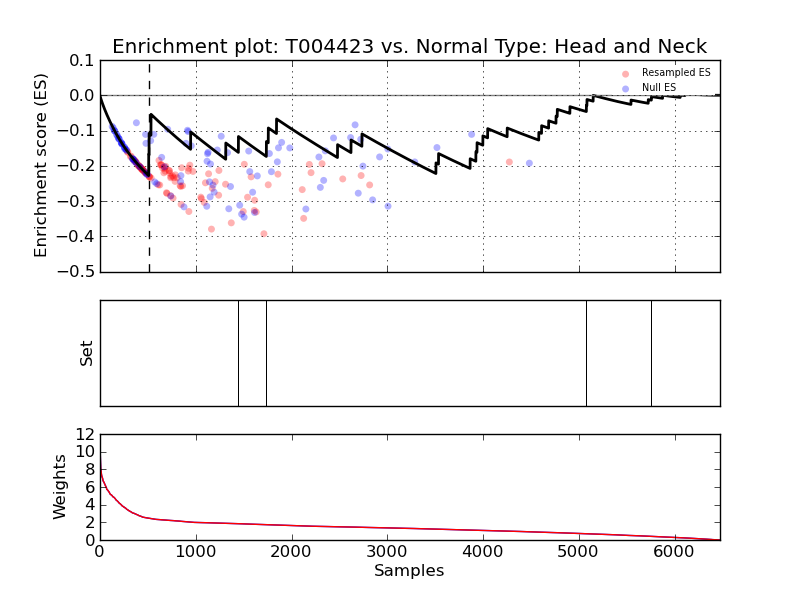 Enrichment plot: T004423 vs. Normal Type: Head and Neck
Enrichment score (ES)
0.1
0.0
−0.1
−0.2
−0.3
−0.4
−0.5
Resampled ES
Null ES
Set
Weights
12
10
8
6
4
2
0
0 1000 2000 3000 4000 5000 6000
Samples